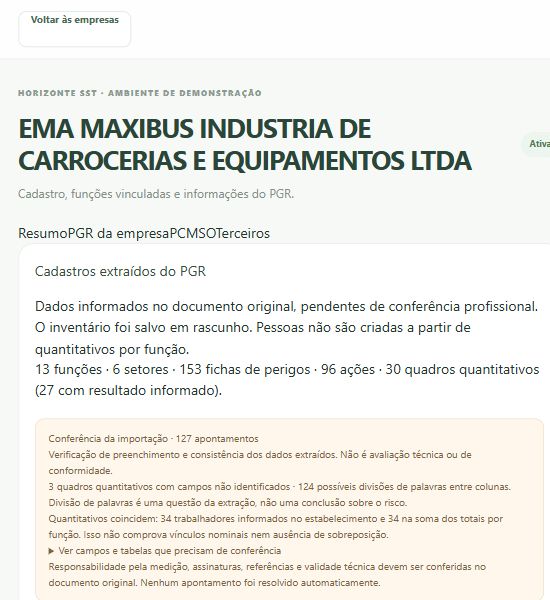 Voltar às empresas
HORIZONTE SST · AMBIENTE DE DEMONSTRAÇÃO
EMA MAXIBUS INDUSTRIA DE
CARROCERIAS E EQUIPAMENTOS LTDA
Ativa
Cadastro, funções vinculadas e informações do PGR.
ResumoPGR da empresaPCMSOTerceiros
Cadastros extraídos do PGR
Dados informados no documento original, pendentes de conferência profissional.
O inventário foi salvo em rascunho. Pessoas não são criadas a partir de
quantitativos por função.
13 funções · 6 setores · 153 fichas de perigos · 96 ações · 30 quadros quantitativos
(27 com resultado informado).
Conferência da importação · 127 apontamentos
Verificação de preenchimento e consistência dos dados extraídos. Não é avaliação técnica ou de
conformidade.
3 quadros quantitativos com campos não identificados · 124 possíveis divisões de palavras entre colunas.
Divisão de palavras é uma questão da extração, não uma conclusão sobre o risco.
Quantitativos coincidem: 34 trabalhadores informados no estabelecimento e 34 na soma dos totais por
função. Isso não comprova vínculos nominais nem ausência de sobreposição.
▶ Ver campos e tabelas que precisam de conferência
Responsabilidade pela medição, assinaturas, referências e validade técnica devem ser conferidas no
documento original. Nenhum apontamento foi resolvido automaticamente.